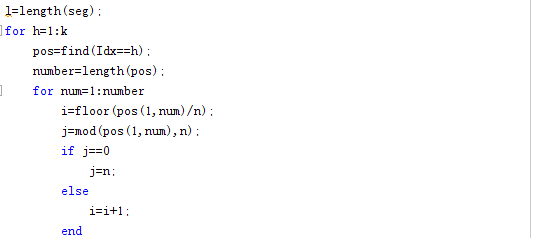 l=length(seg);
for h=1:k
pos=find(Idx==h);
number=length(pos);
for num=1:number
i=floor(pos(1,num)/n);
j=mod(pos(1,num),n);
if j==0
j=n;
else
i=i+1;
end